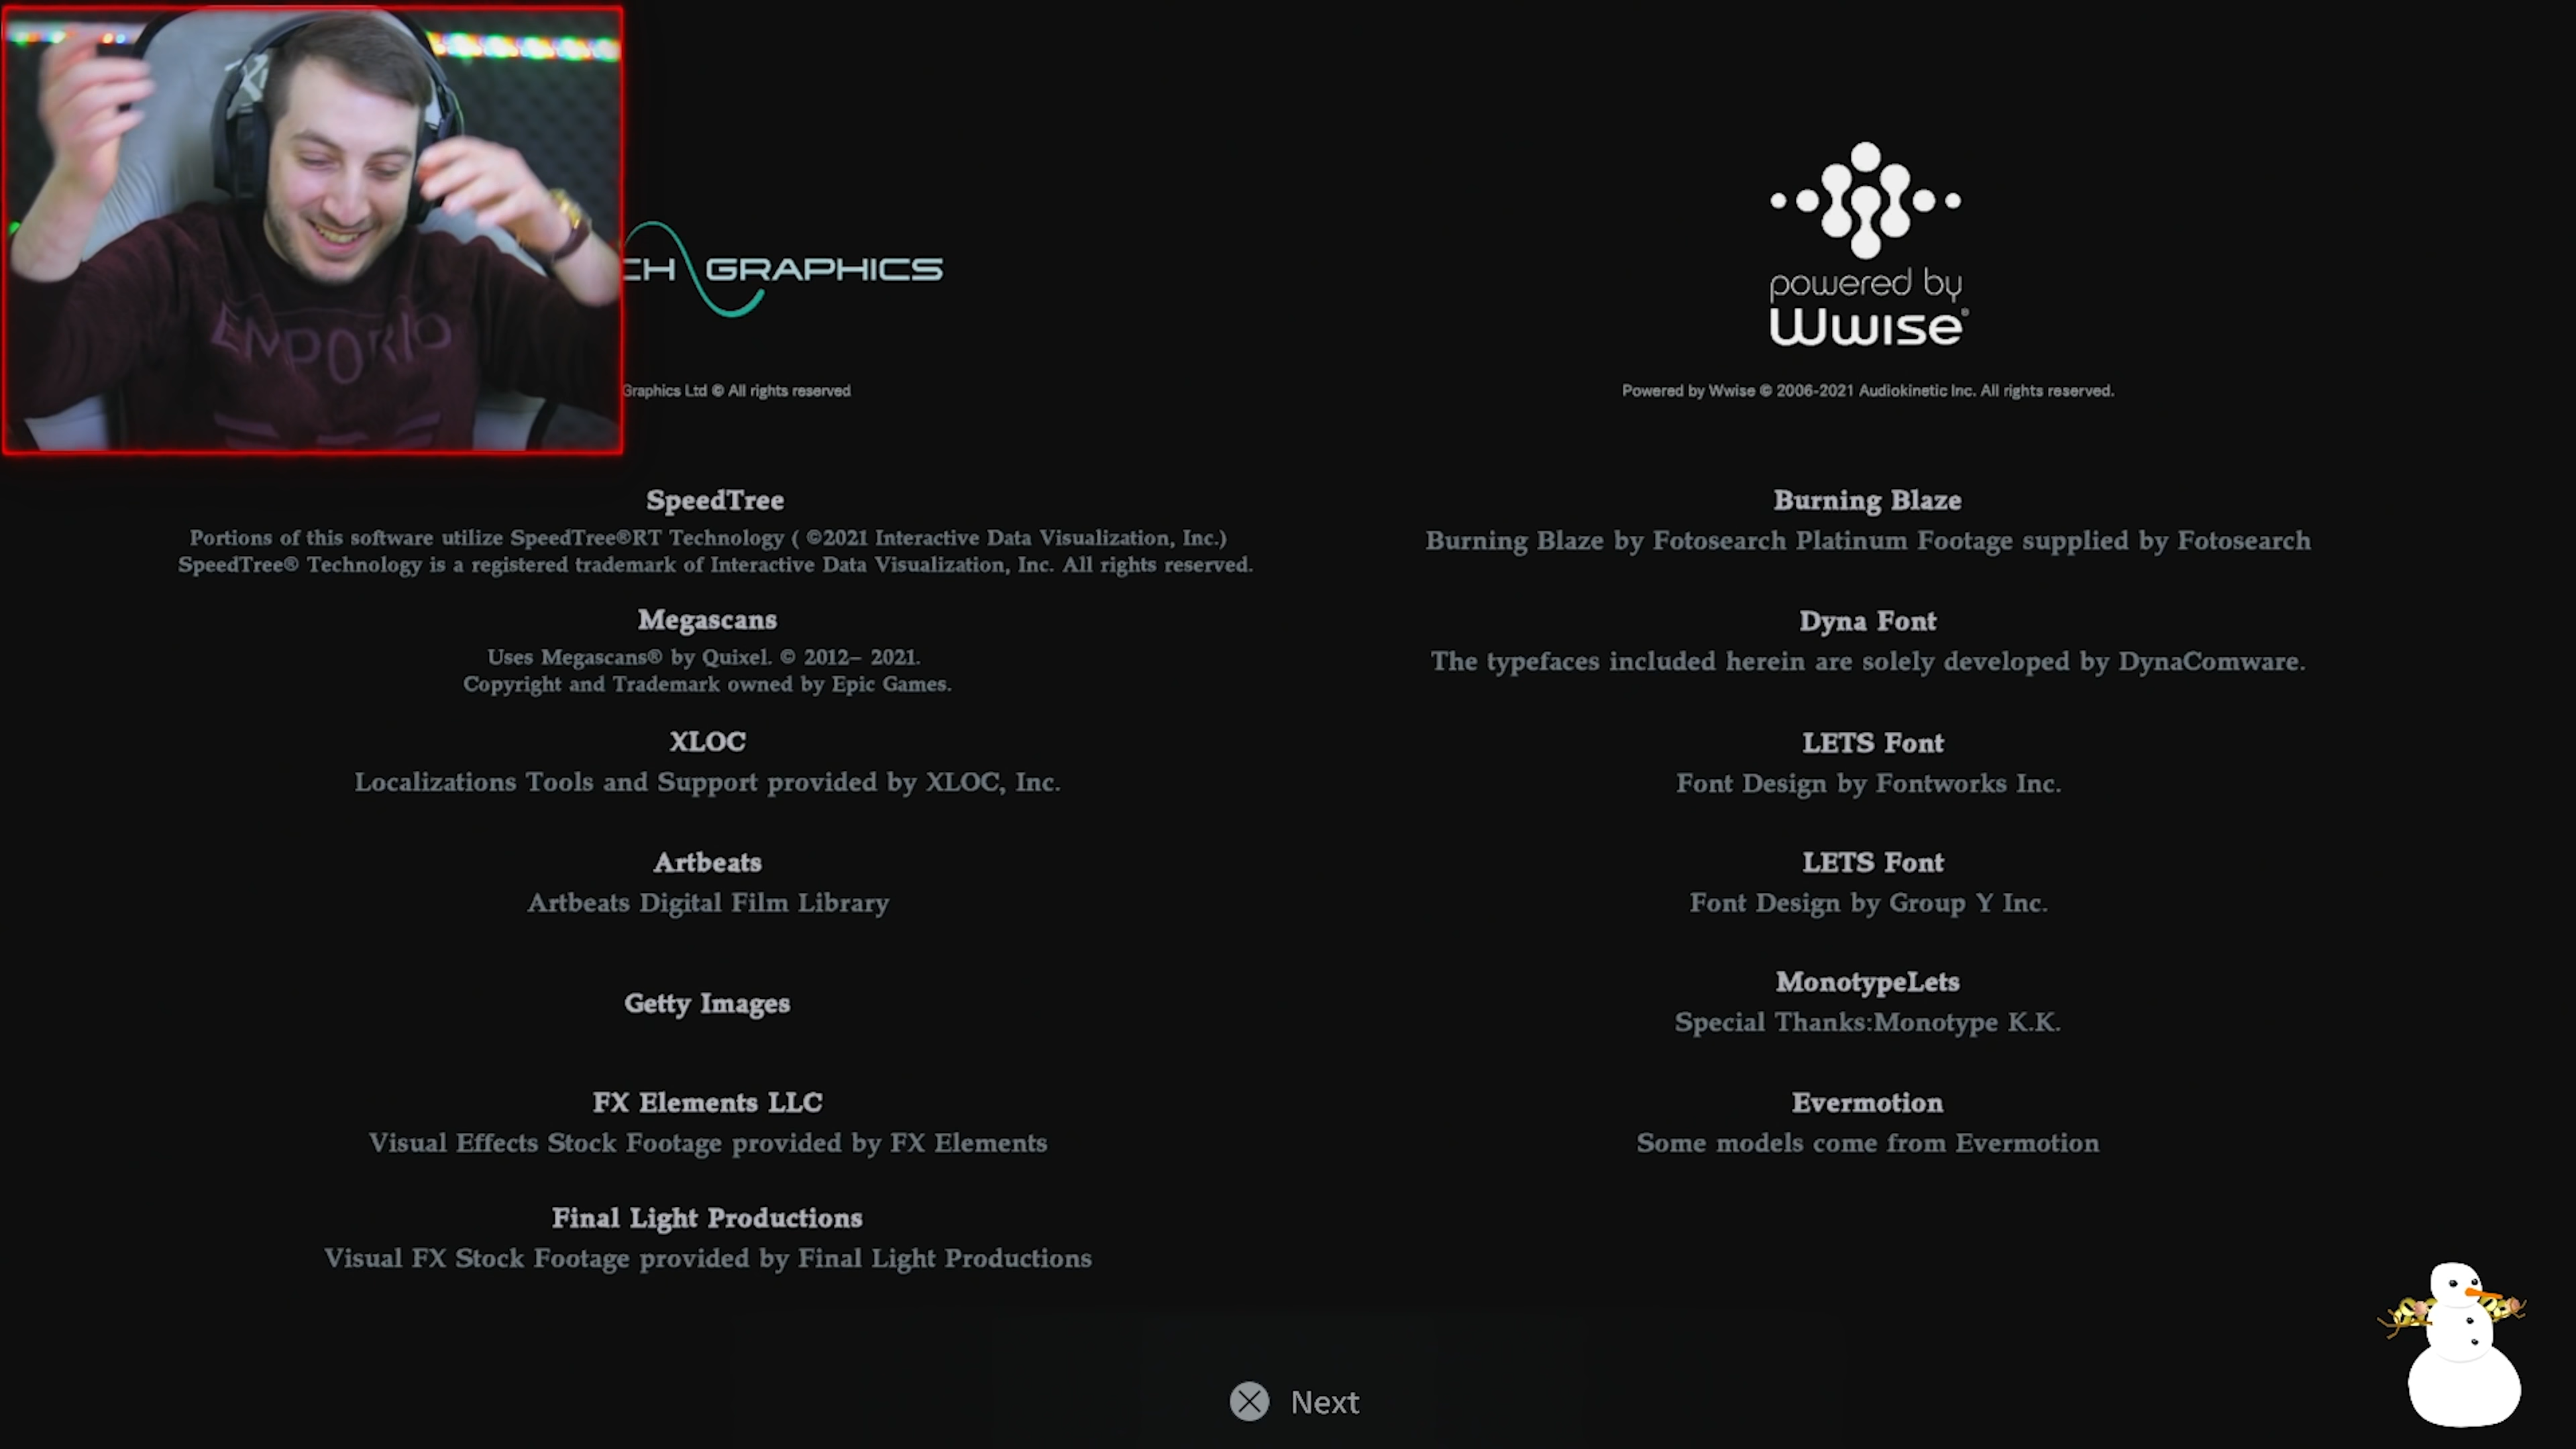 EMPORIO
CH GRAPHICS
Graphics Ltd © All rights reserved
powered by
Wwise®
Powered by Wwise © 2006-2021 Audiokinetic Inc. All rights reserved.
SpeedTree
Portions of this software utilize SpeedTree®RT Technology ( ©2021 Interactive Data Visualization, Inc.)
SpeedTree® Technology is a registered trademark of Interactive Data Visualization, Inc. All rights reserved.
Megascans
Uses Megascans® by Quixel. © 2012– 2021.
Copyright and Trademark owned by Epic Games.
XLOC
Localizations Tools and Support provided by XLOC, Inc.
Artbeats
Artbeats Digital Film Library
Getty Images
FX Elements LLC
Visual Effects Stock Footage provided by FX Elements
Final Light Productions
Visual FX Stock Footage provided by Final Light Productions
Burning Blaze
Burning Blaze by Fotosearch Platinum Footage supplied by Fotosearch
Dyna Font
The typefaces included herein are solely developed by DynaComware.
LETS Font
Font Design by Fontworks Inc.
LETS Font
Font Design by Group Y Inc.
MonotypeLets
Special Thanks:Monotype K.K.
Evermotion
Some models come from Evermotion
Next